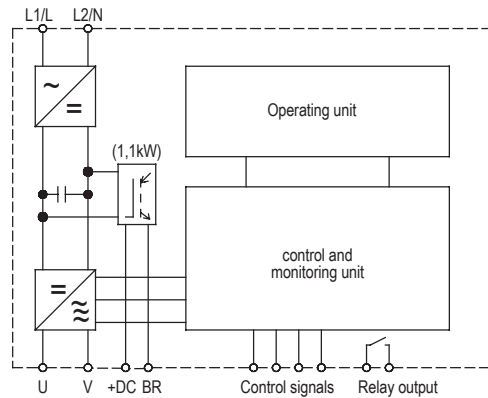 L1/L L2/N
~
=
Operating unit
(1,1kW)
control and
monitoring unit
=
≈
~
U V +DC BR Control signals Relay output